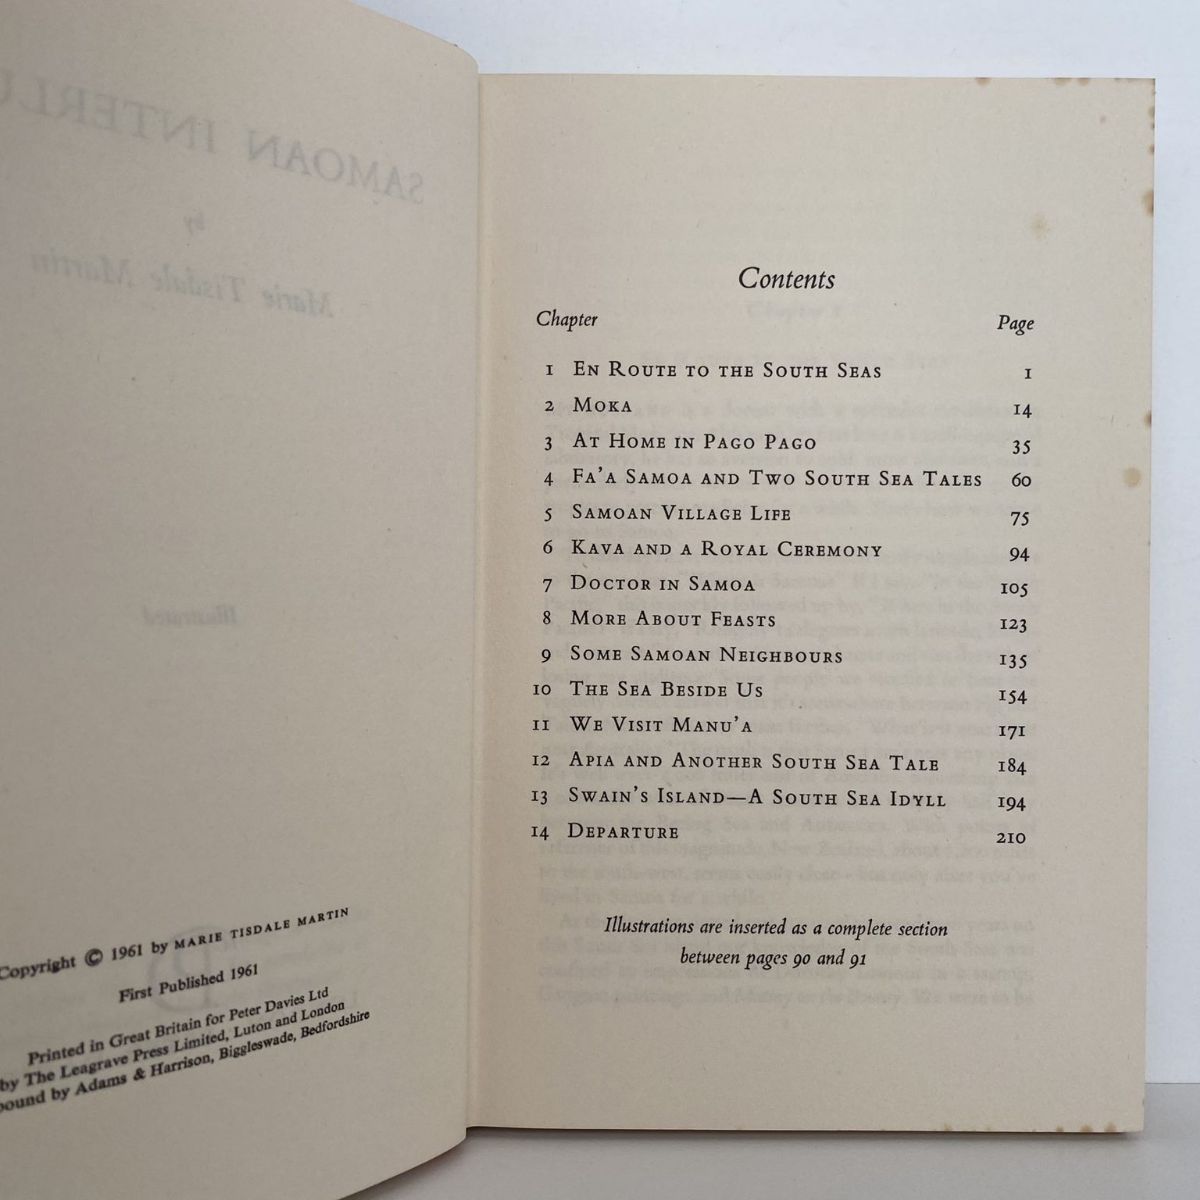 Copyright © 1961 by MARIE TISDALE MARTIN
First Published 1961
Printed in Great Britain for Peter Davies Ltd
by The Leagrave Press Limited, Luton and London
bound by Adams & Harrison, Biggleswade, Bedfordshire
Contents
Chapter Page
1 EN ROUTE TO THE SOUTH SEAS 1
2 MOKA 14
3 AT HOME IN PAGO PAGO 35
4 FA'A SAMOA AND TWO SOUTH SEA TALES 60
5 SAMOAN VILLAGE LIFE 75
6 KAVA AND A ROYAL CEREMONY 94
7 DOCTOR IN SAMOA 105
8 MORE ABOUT FEASTS 123
9 SOME SAMOAN NEIGHBOURS 135
10 THE SEA BESIDE US 154
11 WE VISIT MANU'A 171
12 APIA AND ANOTHER SOUTH SEA TALE 184
13 SWAIN'S ISLAND—A SOUTH SEA IDYLL 194
14 DEPARTURE 210
Illustrations are inserted as a complete section
between pages 90 and 91